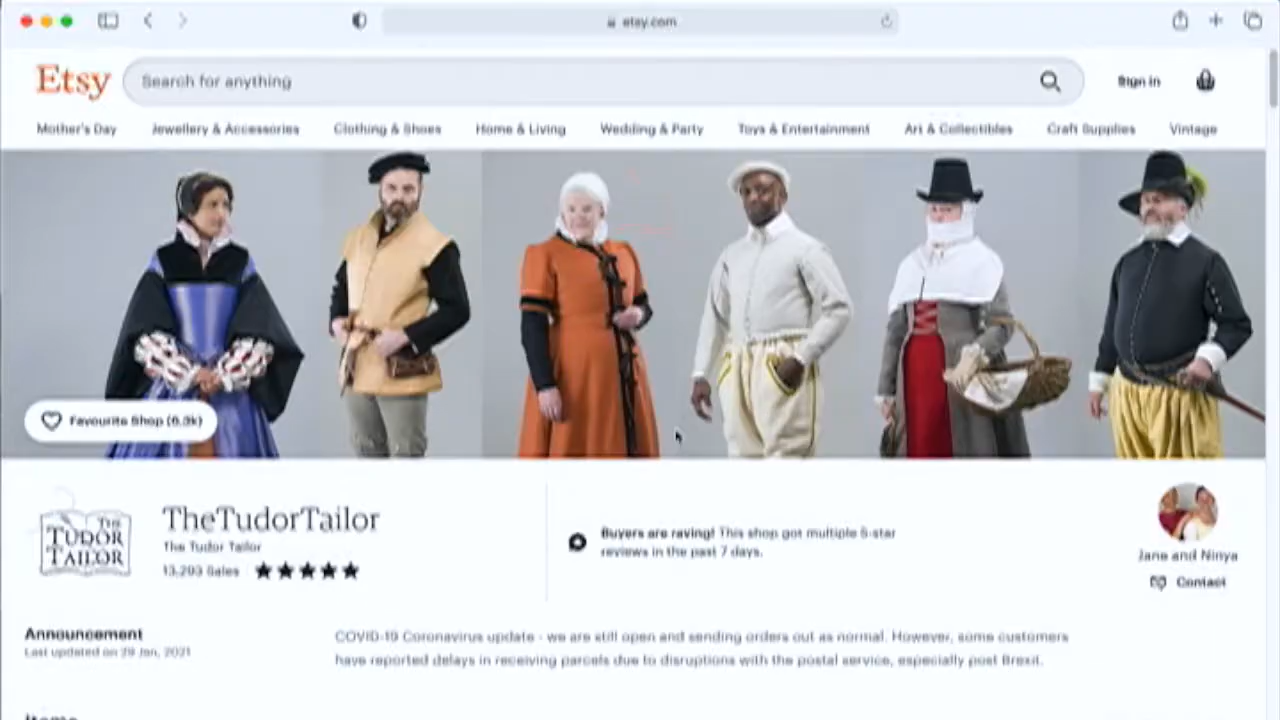 etsy.com
Etsy
Search for anything
Sign in
Mother's Day
Jewellery & Accessories
Clothing & Shoes
Home & Living
Wedding & Party
Toys & Entertainment
Art & Collectibles
Craft Supplies
Vintage
Favourite Shop (6.3k)
THE
TUDOR
TAILOR
TheTudorTailor
The Tudor Tailor
13,293 Sales
Buyers are raving! This shop got multiple 5-star
reviews in the past 7 days.
Jane and Ninya
Contact
Announcement
Last updated on 29 Jan, 2021
COVID-19 Coronavirus update - we are still open and sending orders out as normal. However, some customers
have reported delays in receiving parcels due to disruptions with the postal service, especially post Brexit.
Items